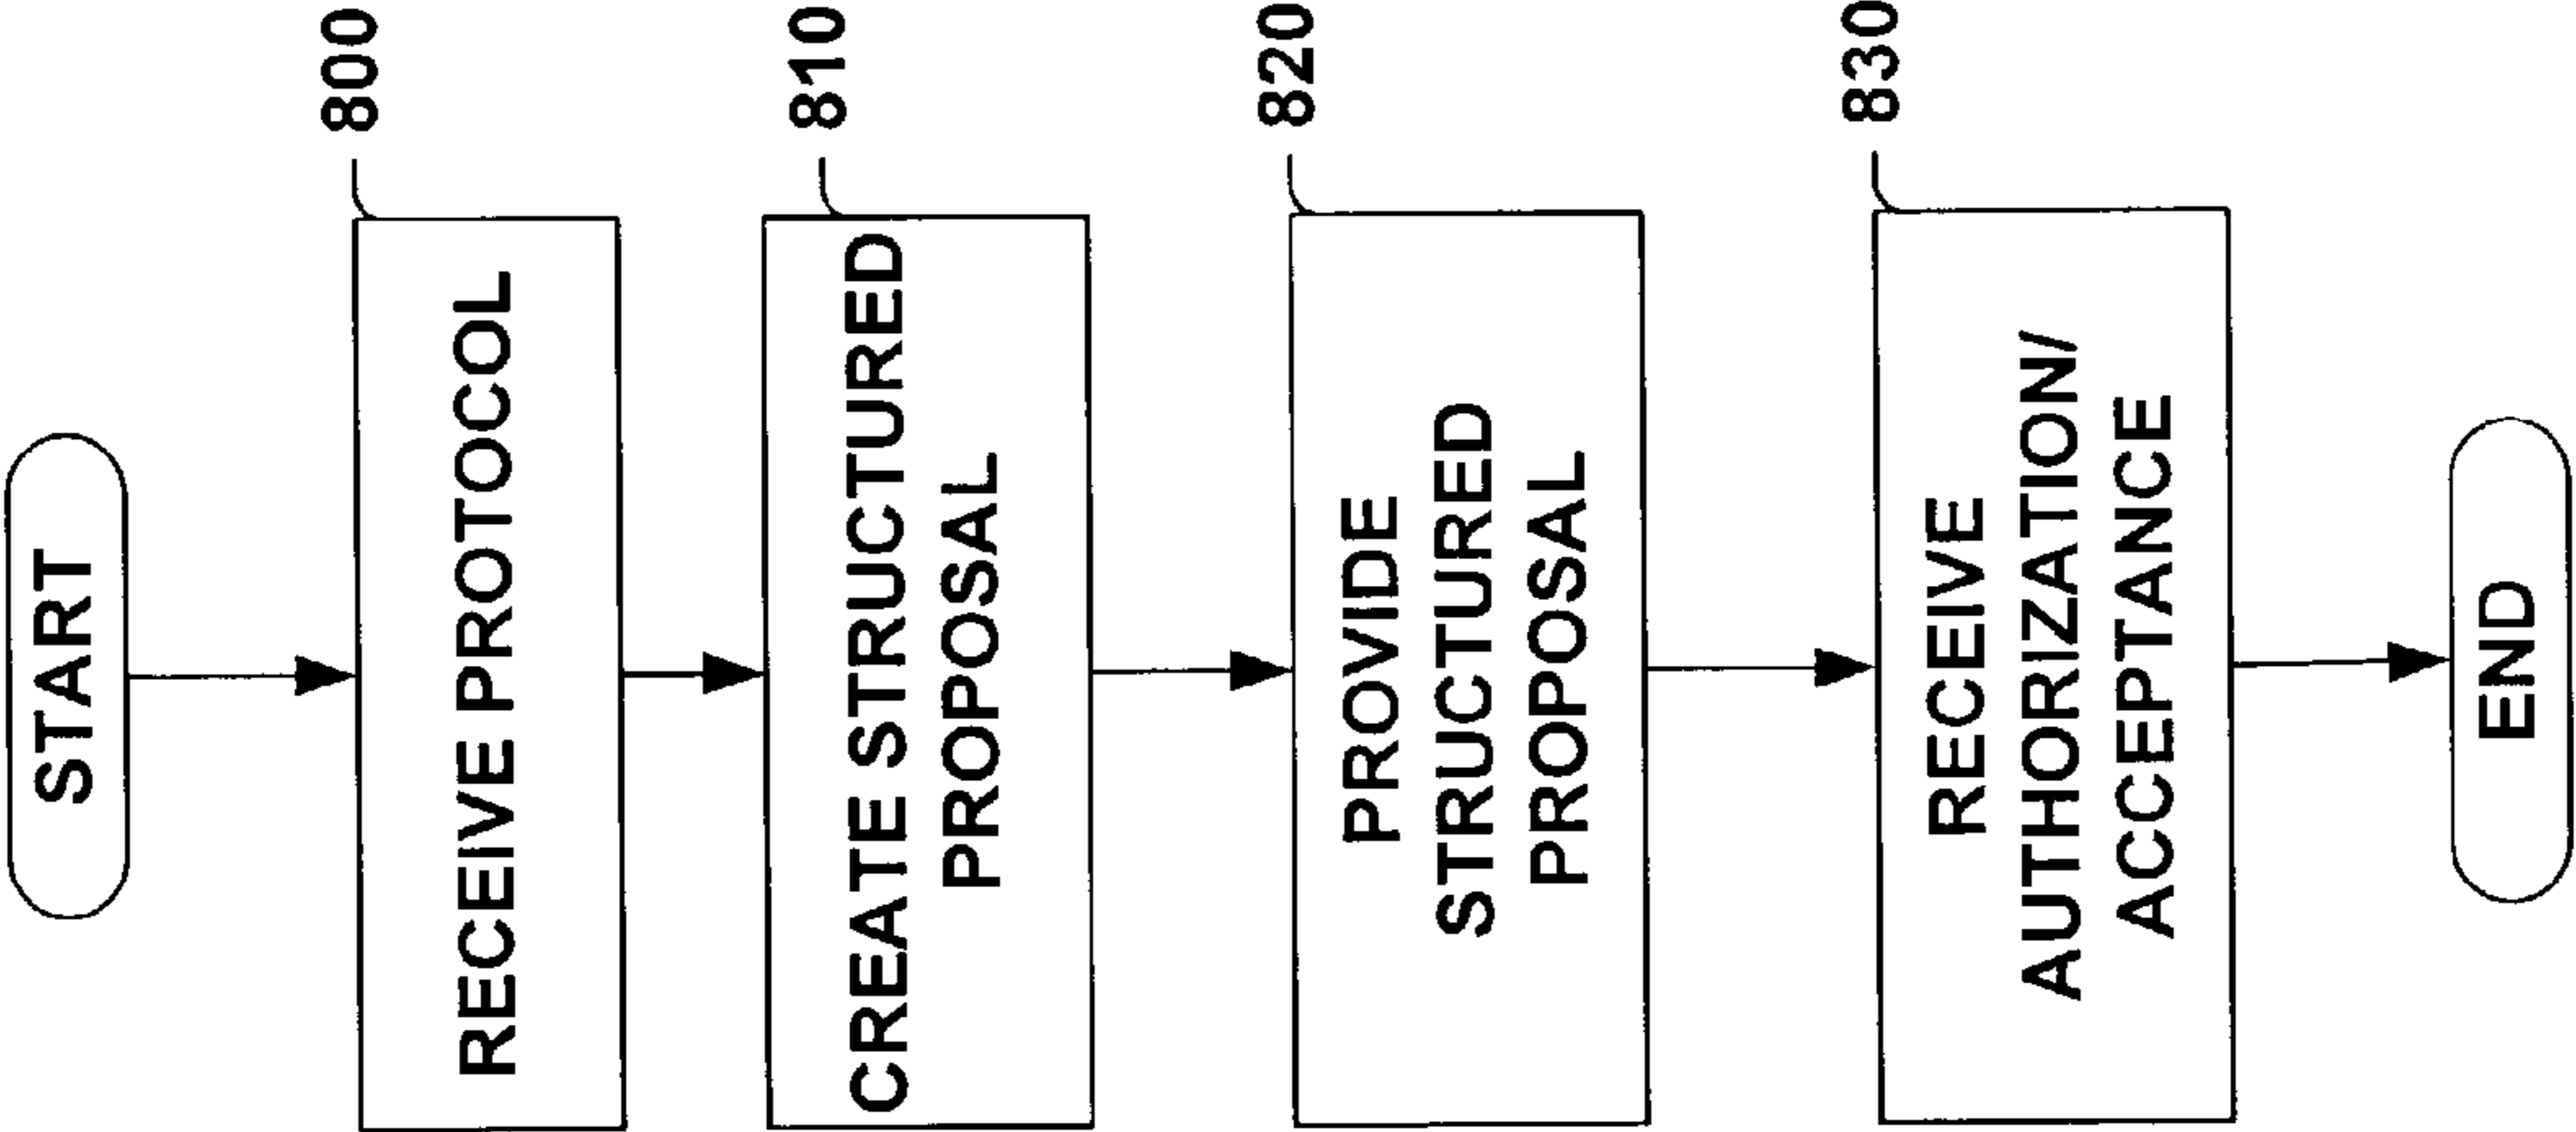 START
800
RECEIVE PROTOCOL
810
CREATE STRUCTURED
PROPOSAL
820
PROVIDE
STRUCTURED
PROPOSAL
830
RECEIVE
AUTHORIZATION/
ACCEPTANCE
END